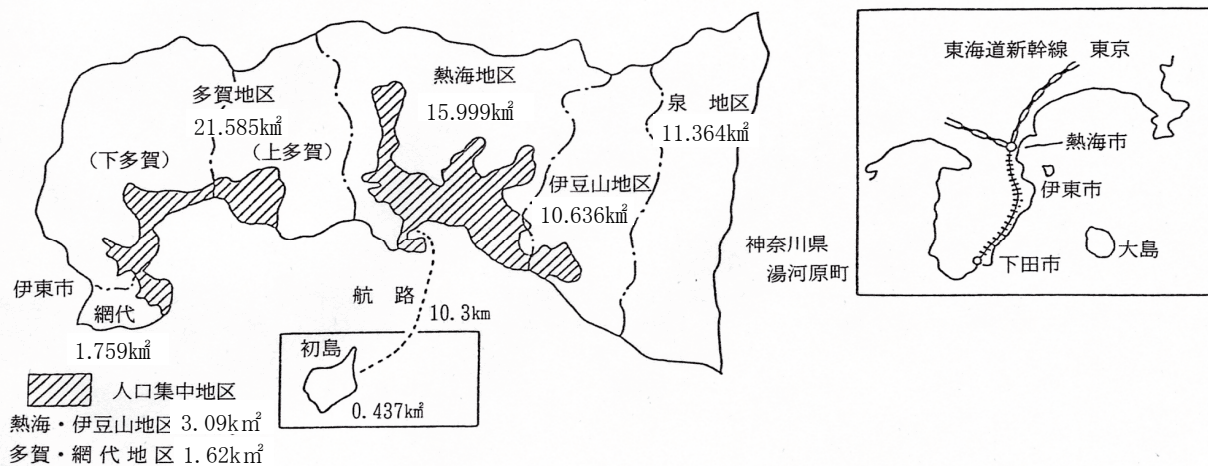 多賀地区
21.585k㎡
(下多賀)
(上多賀)
熱海地区
15.999k㎡
泉 地区
11.364k㎡
伊豆山地区
10.636k㎡
神奈川県
湯河原町
伊東市
網代
1.759k㎡
航 路
10.3km
初島
0.437k㎡
人口集中地区
熱海・伊豆山地区 3.09k㎡
多賀・網代地区 1.62k㎡
東海道新幹線 東京
熱海市
伊東市
大島
下田市